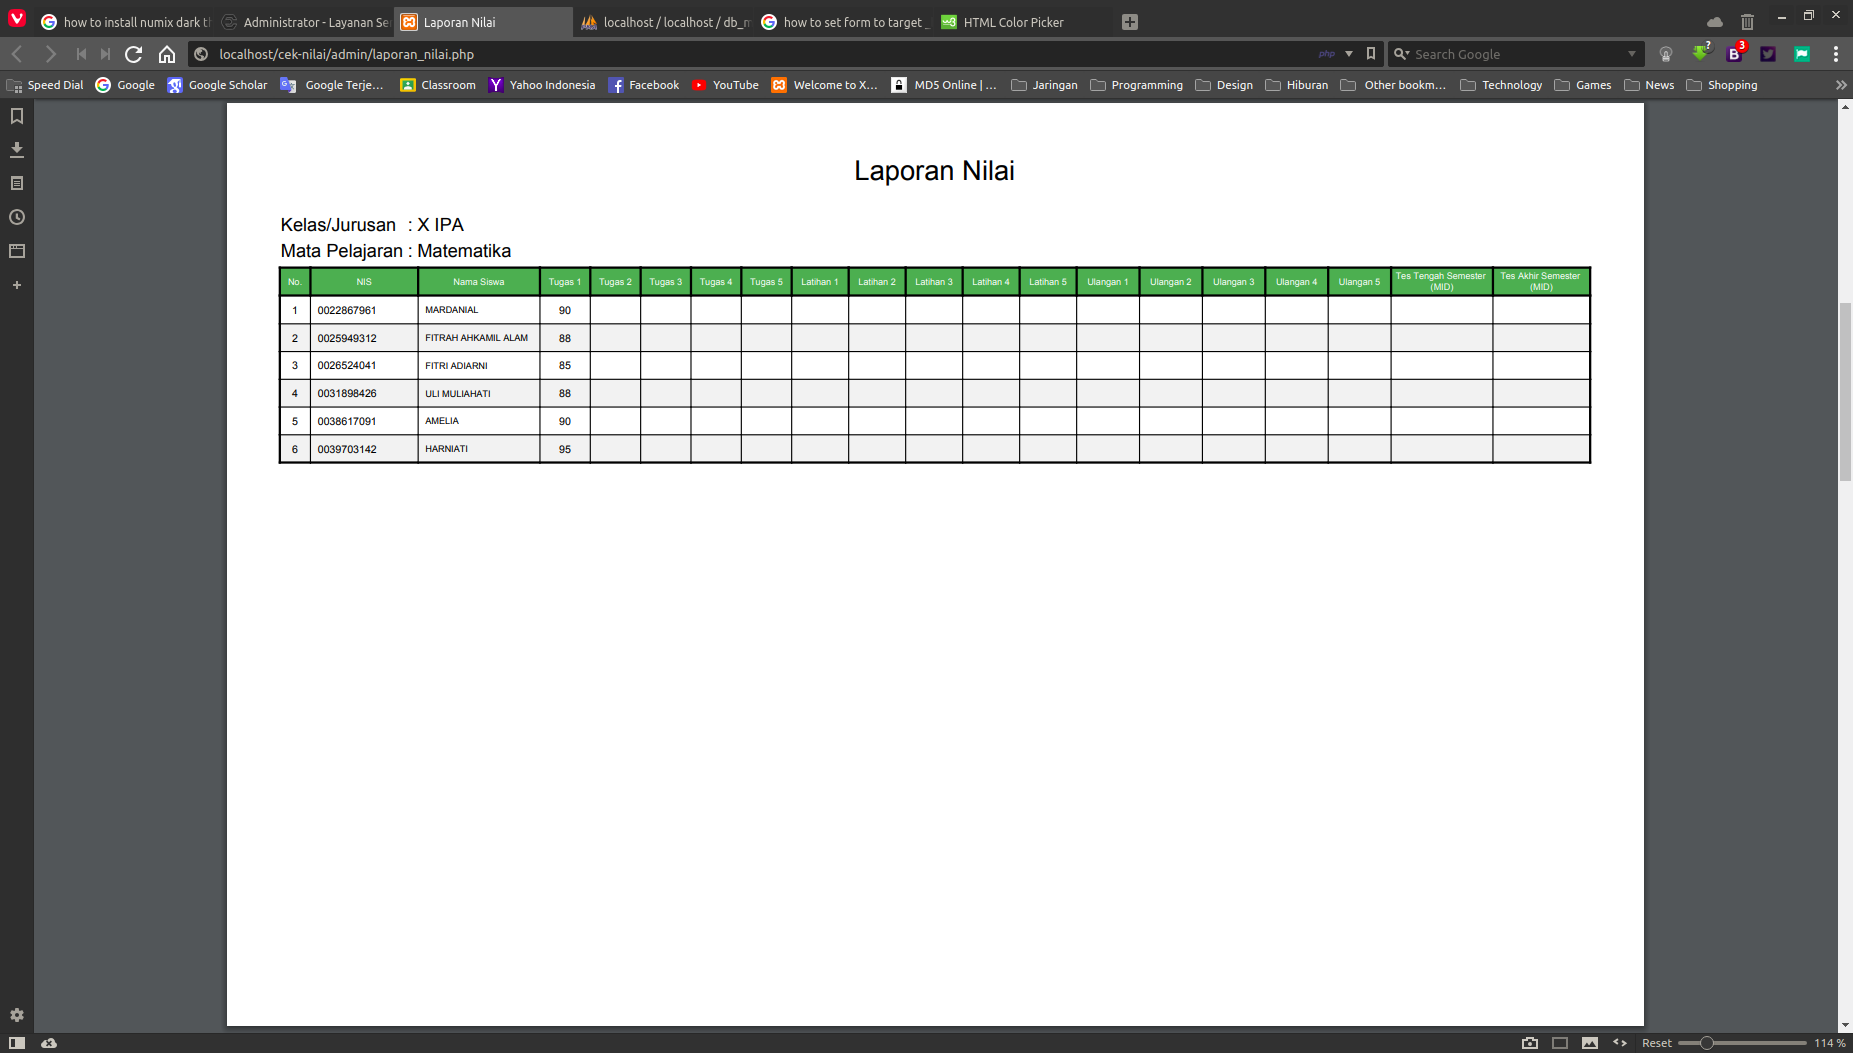 how to install numix dark t
Administrator - Layanan Se
Laporan Nilai
localhost / localhost / db_m
how to set form to target _
HTML Color Picker
localhost/cek-nilai/admin/laporan_nilai.php
php
Search Google
3
Speed Dial
Google
Google Scholar
Google Terje...
Classroom
Yahoo Indonesia
Facebook
YouTube
Welcome to X...
MD5 Online | ...
Jaringan
Programming
Design
Hiburan
Other bookm...
Technology
Games
News
Shopping
Laporan Nilai
Kelas/Jurusan : X IPA
Mata Pelajaran : Matematika
No. NIS Nama Siswa Tugas 1 Tugas 2 Tugas 3 Tugas 4 Tugas 5 Latihan 1 Latihan 2 Latihan 3 Latihan 4 Latihan 5 Ulangan 1 Ulangan 2 Ulangan 3 Ulangan 4 Ulangan 5 Tes Tengah Semester (MID) Tes Akhir Semester (MID)
1 0022867961 MARDANIAL 90
2 0025949312 FITRAH AHKAMIL ALAM 88
3 0026524041 FITRI ADIARNI 85
4 0031898426 ULI MULIAHATI 88
5 0038617091 AMELIA 90
6 0039703142 HARNIATI 95
Reset
114 %